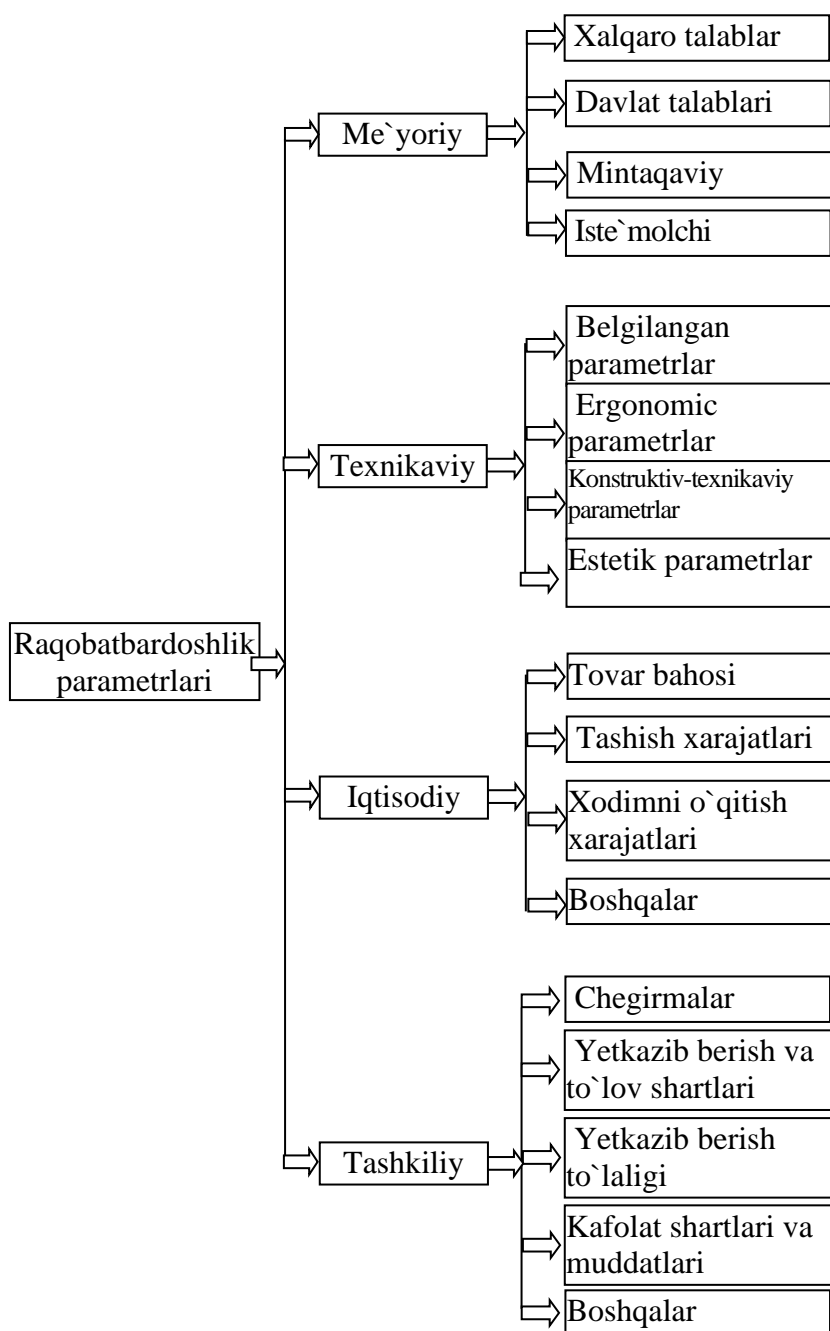 Xalqaro talablar
Davlat talablari
Me`yoriy
Mintaqaviy
Iste`molchi
Belgilangan
parametrlar
Ergonomic
parametrlar
Texnikaviy
Konstruktiv-texnikaviy
parametrlar
Estetik parametrlar
Raqobatbardoshlik
parametrlari
Tovar bahosi
Tashish xarajatlari
Iqtisodiy
Xodimni o`qitish
xarajatlari
Boshqalar
Chegirmalar
Yetkazib berish va
to`lov shartlari
Tashkiliy
Yetkazib berish
to`laligi
Kafolat shartlari va
muddatlari
Boshqalar